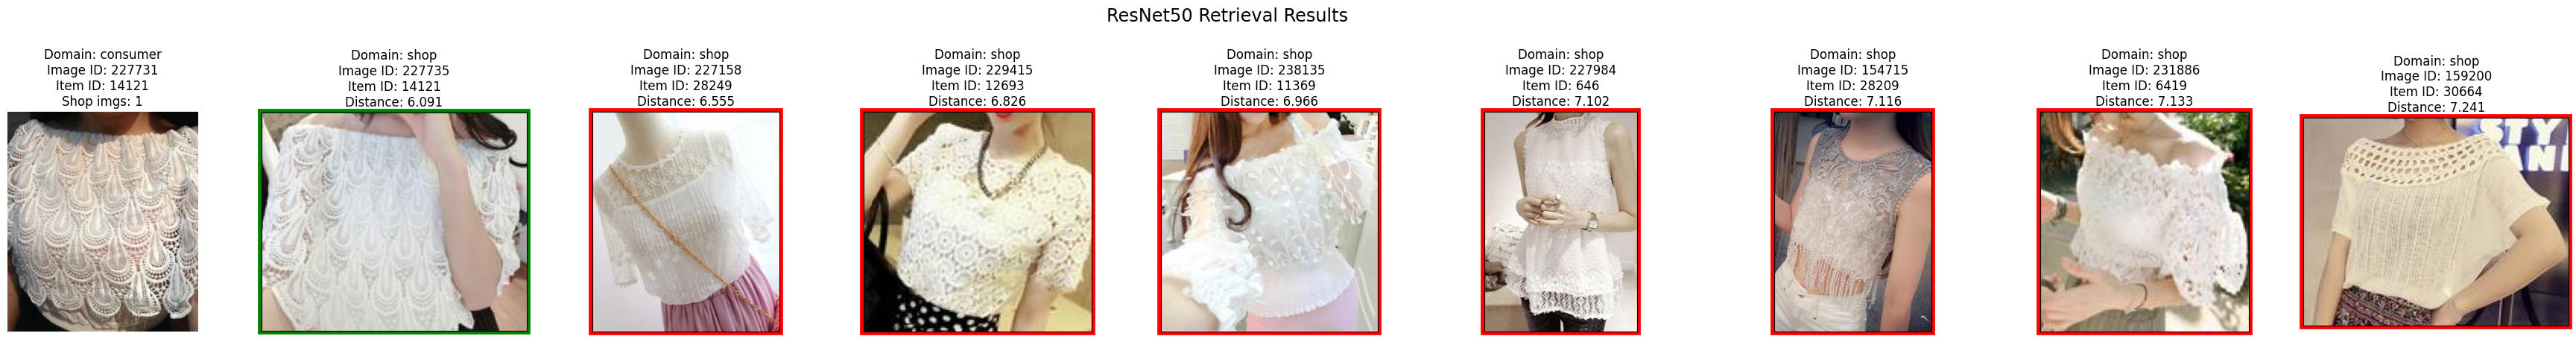 ResNet50 Retrieval Results
Domain: consumer
Image ID: 227731
Item ID: 14121
Shop imgs: 1
Domain: shop
Image ID: 227735
Item ID: 14121
Distance: 6.091
Domain: shop
Image ID: 227158
Item ID: 28249
Distance: 6.555
Domain: shop
Image ID: 229415
Item ID: 12693
Distance: 6.826
Domain: shop
Image ID: 238135
Item ID: 11369
Distance: 6.966
Domain: shop
Image ID: 227984
Item ID: 646
Distance: 7.102
Domain: shop
Image ID: 154715
Item ID: 28209
Distance: 7.116
Domain: shop
Image ID: 231886
Item ID: 6419
Distance: 7.133
Domain: shop
Image ID: 159200
Item ID: 30664
Distance: 7.241